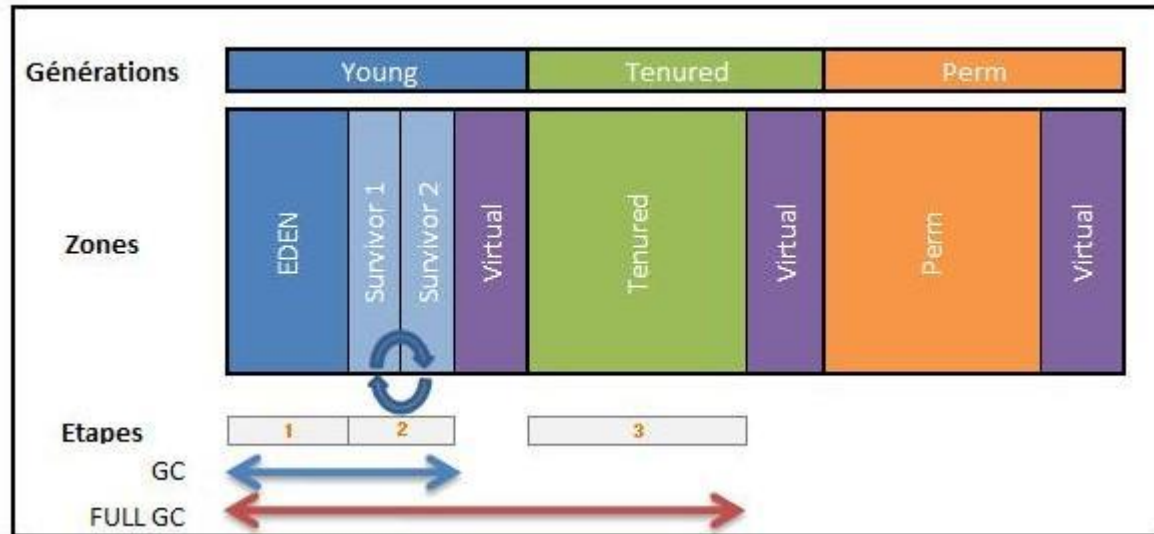 Générations Young Tenured Perm
Zones EDEN Survivor 1 Survivor 2 Virtual Tenured Virtual Perm Virtual
Etapes 1 2 3
GC
FULL GC